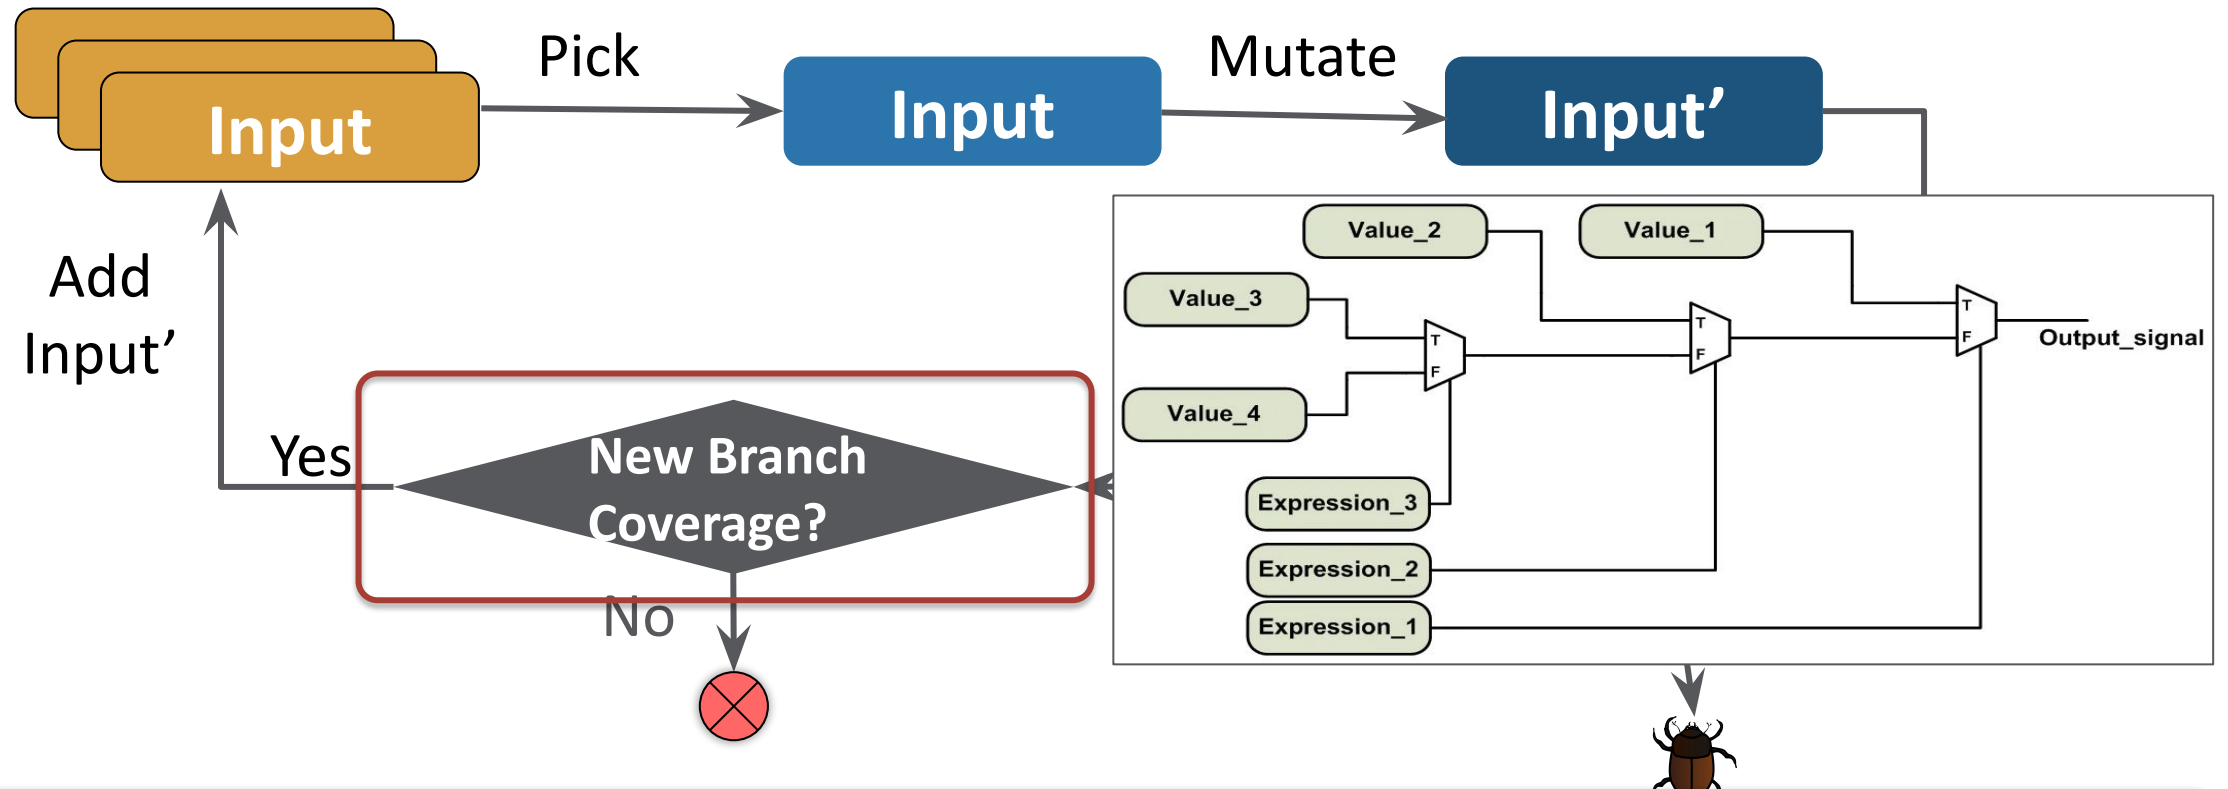 Pick
Mutate
Input
Input
Input’
Add
Input’
Value_2
Value_1
Value_3
T
F
T
F
T
F
Output_signal
Value_4
Yes
New Branch
Coverage?
Expression_3
Expression_2
Expression_1
No